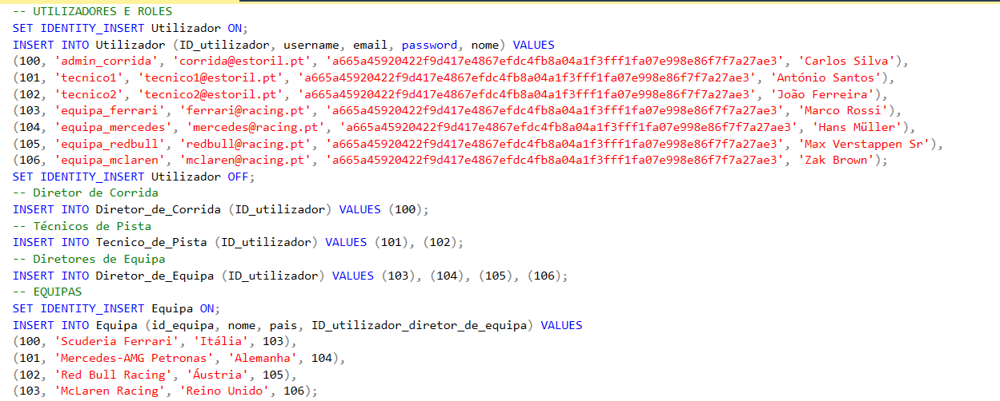 -- UTILIZADORES E ROLES
SET IDENTITY_INSERT Utilizador ON;
INSERT INTO Utilizador (ID_utilizador, username, email, password, nome) VALUES
(100, 'admin_corrida', 'corrida@estoril.pt', 'a665a45920422f9d417e4867efdc4fb8a04a1f3fff1fa07e998e86f7f7a27ae3', 'Carlos Silva'),
(101, 'tecnico1', 'tecnico1@estoril.pt', 'a665a45920422f9d417e4867efdc4fb8a04a1f3fff1fa07e998e86f7f7a27ae3', 'António Santos'),
(102, 'tecnico2', 'tecnico2@estoril.pt', 'a665a45920422f9d417e4867efdc4fb8a04a1f3fff1fa07e998e86f7f7a27ae3', 'João Ferreira'),
(103, 'equipa_ferrari', 'ferrari@racing.pt', 'a665a45920422f9d417e4867efdc4fb8a04a1f3fff1fa07e998e86f7f7a27ae3', 'Marco Rossi'),
(104, 'equipa_mercedes', 'mercedes@racing.pt', 'a665a45920422f9d417e4867efdc4fb8a04a1f3fff1fa07e998e86f7f7a27ae3', 'Hans Müller'),
(105, 'equipa_redbull', 'redbull@racing.pt', 'a665a45920422f9d417e4867efdc4fb8a04a1f3fff1fa07e998e86f7f7a27ae3', 'Max Verstappen Sr'),
(106, 'equipa_mclaren', 'mclaren@racing.pt', 'a665a45920422f9d417e4867efdc4fb8a04a1f3fff1fa07e998e86f7f7a27ae3', 'Zak Brown');
SET IDENTITY_INSERT Utilizador OFF;
-- Diretor de Corrida
INSERT INTO Diretor_de_Corrida (ID_utilizador) VALUES (100);
-- Técnicos de Pista
INSERT INTO Tecnico_de_Pista (ID_utilizador) VALUES (101), (102);
-- Diretores de Equipa
INSERT INTO Diretor_de_Equipa (ID_utilizador) VALUES (103), (104), (105), (106);
-- EQUIPAS
SET IDENTITY_INSERT Equipa ON;
INSERT INTO Equipa (id_equipa, nome, pais, ID_utilizador_diretor_de_equipa) VALUES
(100, 'Scuderia Ferrari', 'Itália', 103),
(101, 'Mercedes-AMG Petronas', 'Alemanha', 104),
(102, 'Red Bull Racing', 'Áustria', 105),
(103, 'McLaren Racing', 'Reino Unido', 106);